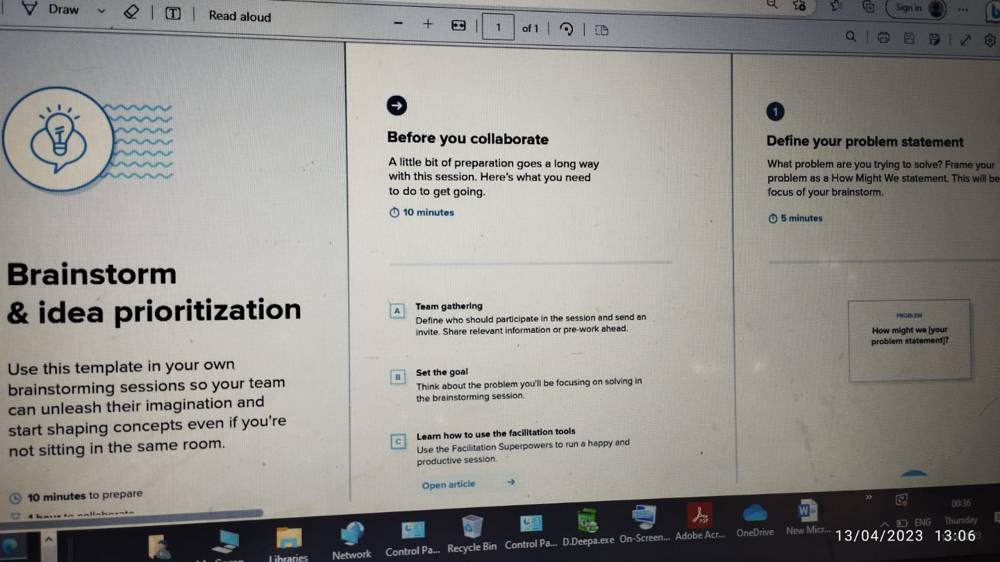 Draw
Read aloud
1 of 1
Sign in
Brainstorm
& idea prioritization
Use this template in your own
brainstorming sessions so your team
can unleash their imagination and
start shaping concepts even if you're
not sitting in the same room.
10 minutes to prepare
1 hour to collaborate
Before you collaborate
A little bit of preparation goes a long way
with this session. Here's what you need
to do to get going.
10 minutes
A
Team gathering
Define who should participate in the session and send an
invite. Share relevant information or pre-work ahead.
B
Set the goal
Think about the problem you'll be focusing on solving in
the brainstorming session.
C
Learn how to use the facilitation tools
Use the Facilitation Superpowers to run a happy and
productive session.
Open article
1
Define your problem statement
What problem are you trying to solve? Frame your
problem as a How Might We statement. This will be
focus of your brainstorm.
5 minutes
PROBLEM
How might we [your
problem statement]?
Libraries
Network
Control Pa...
Recycle Bin
Control Pa...
D.Deepa.exe
On-Screen...
Adobe Acr...
PDF
OneDrive
New Micr...
ENG
00:36
Thursday
13/04/2023 13:06